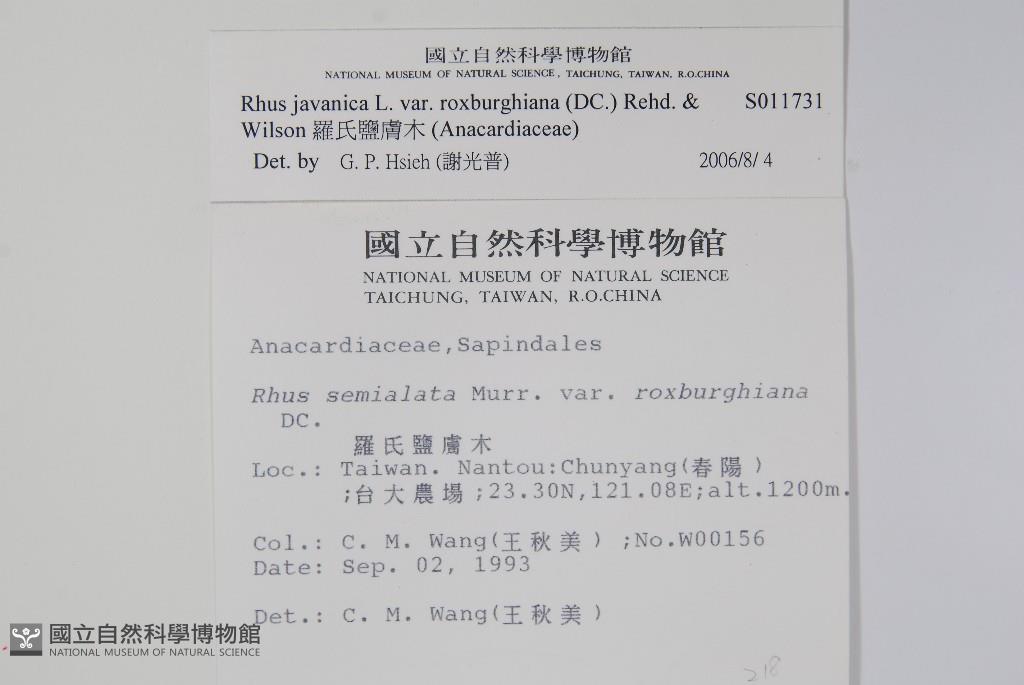 國立自然科學博物館
NATIONAL MUSEUM OF NATURAL SCIENCE, TAICHUNG, TAIWAN, R.O.CHINA
Rhus javanica L. var. roxburghiana (DC.) Rehd. & S011731
Wilson 羅氏鹽膚木 (Anacardiaceae)
Det. by G. P. Hsieh (謝光普) 2006/8/ 4
國立自然科學博物館
NATIONAL MUSEUM OF NATURAL SCIENCE
TAICHUNG, TAIWAN, R.O.CHINA
Anacardiaceae,Sapindales
Rhus semialata Murr. var. roxburghiana
DC.
羅氏鹽膚木
Loc.: Taiwan. Nantou:Chunyang(春陽)
;台大農場;23.30N,121.08E;alt.1200m.
Col.: C. M. Wang(王秋美) ;No.W00156
Date: Sep. 02, 1993
Det.: C. M. Wang(王秋美)
國立自然科學博物館
NATIONAL MUSEUM OF NATURAL SCIENCE
218